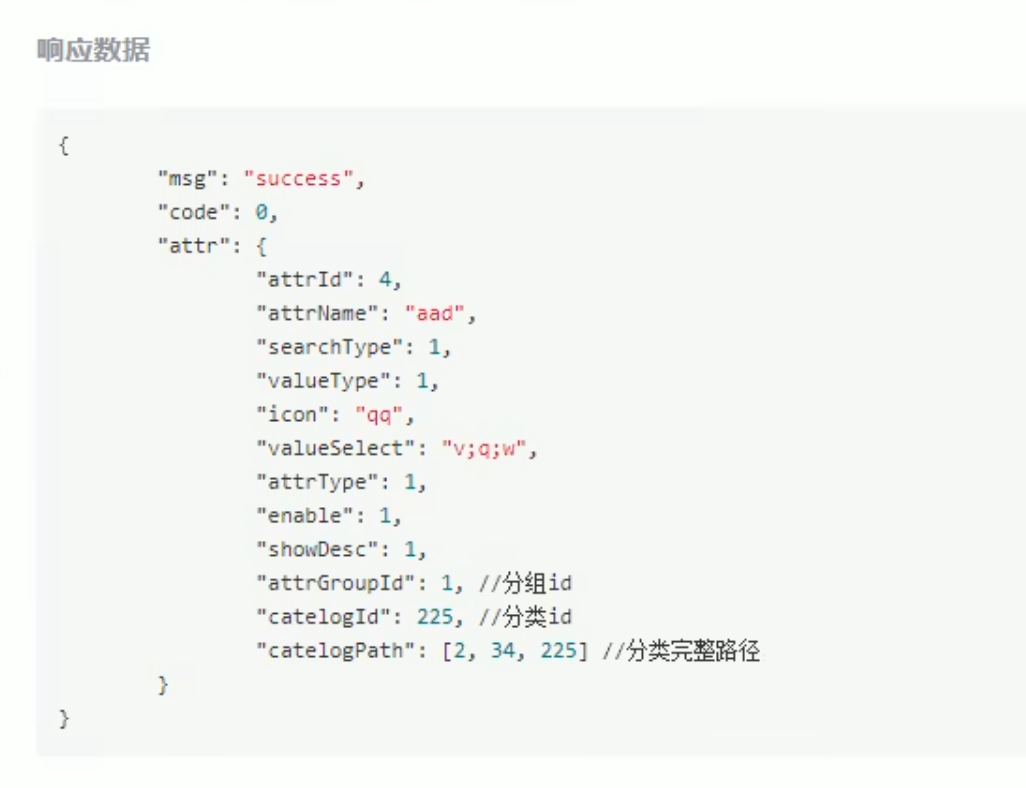 响应数据
{
"msg": "success",
"code": 0,
"attr": {
"attrId": 4,
"attrName": "aad",
"searchType": 1,
"valueType": 1,
"icon": "qq",
"valueSelect": "v;q;w",
"attrType": 1,
"enable": 1,
"showDesc": 1,
"attrGroupId": 1, //分组id
"catelogId": 225, //分类id
"catelogPath": [2, 34, 225] //分类完整路径
}
}